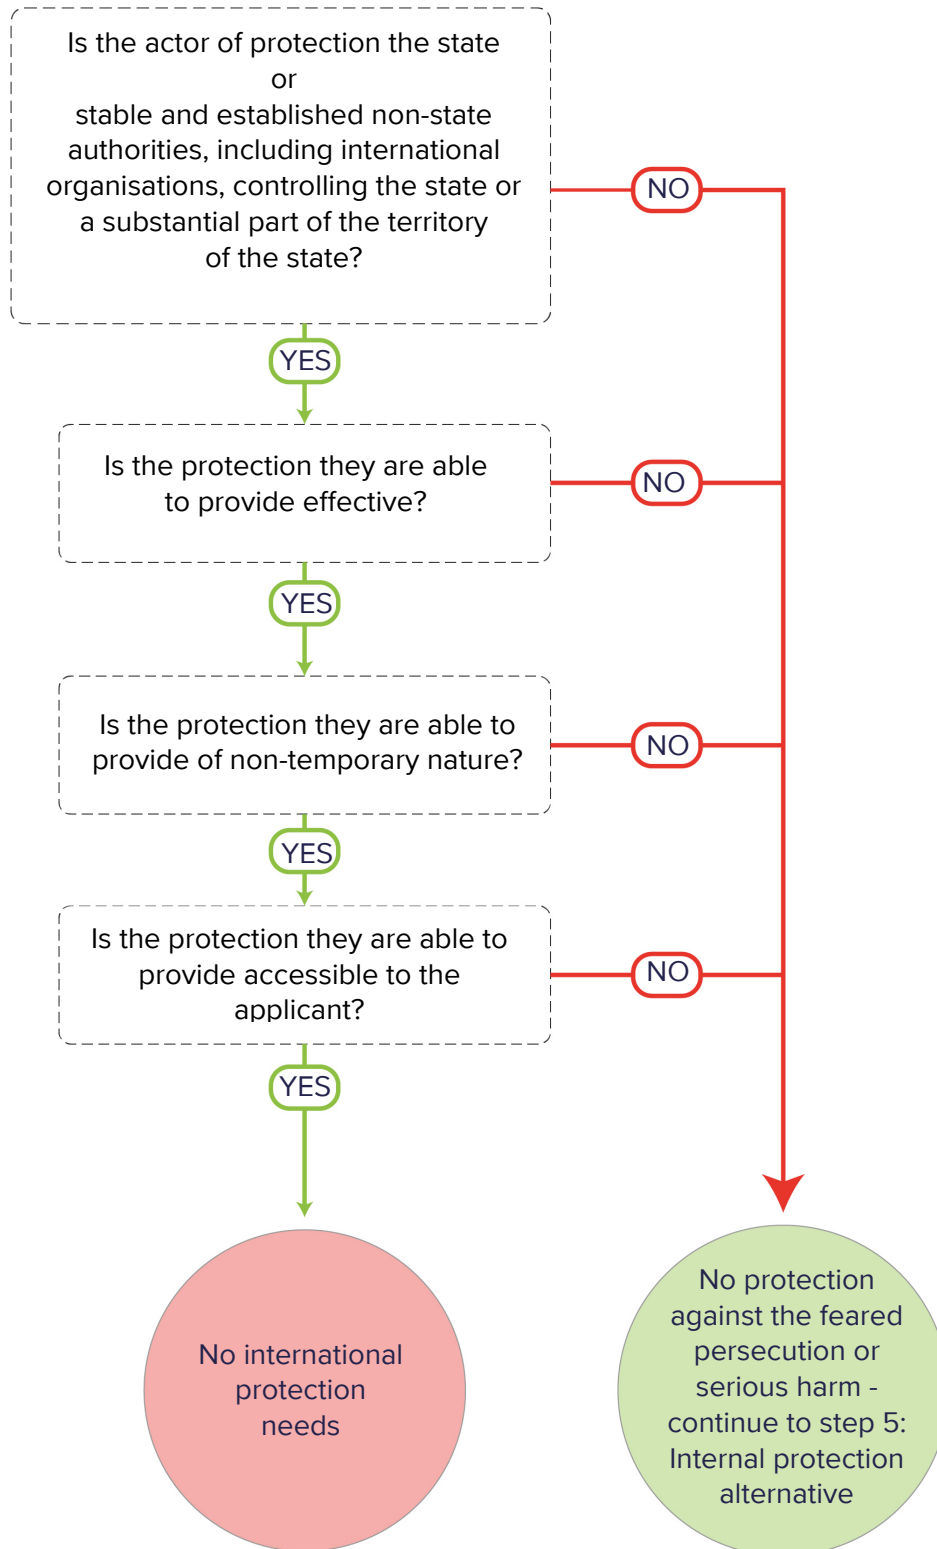 Is the actor of protection the state
or
stable and established non-state
authorities, including international
organisations, controlling the state or
a substantial part of the territory
of the state?
NO
YES
Is the protection they are able
to provide effective?
NO
YES
Is the protection they are able to
provide of non-temporary nature?
NO
YES
Is the protection they are able to
provide accessible to the
applicant?
NO
YES
No international
protection
needs
No protection
against the feared
persecution or
serious harm -
continue to step 5:
Internal protection
alternative